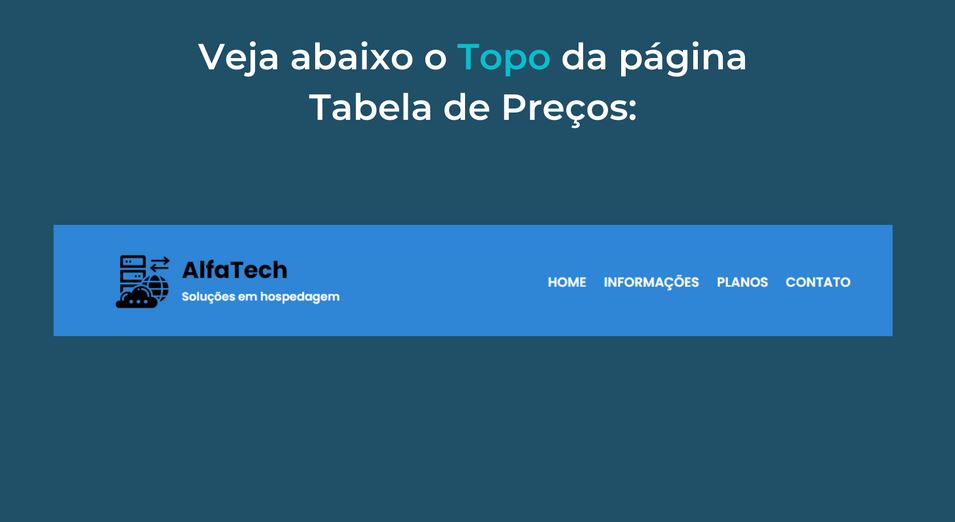 Veja abaixo o Topo da página
Tabela de Preços:
AlfaTech
Soluções em hospedagem
HOME INFORMAÇÕES PLANOS CONTATO